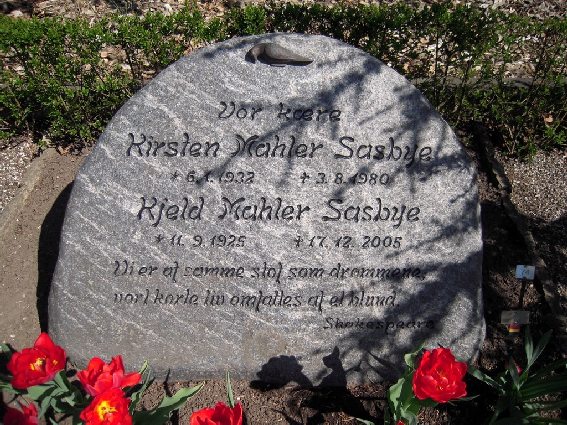 Vor kære
Kirsten Mahler Sasbye
* 6.1.1932 + 3.8.1980
Kjeld Mahler Sasbye
* 11.9.1925 + 17.12.2005
Vi er af samme stof som drømmene,
vort korte liv omfattes af et blund.
Shakespeare